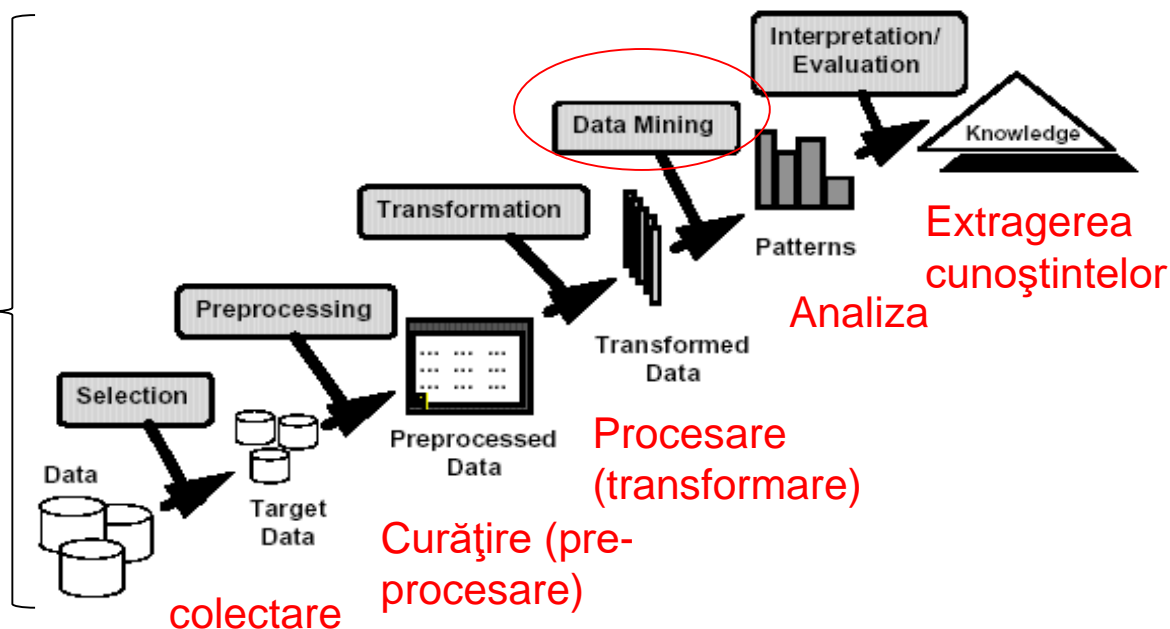 Interpretation/
Evaluation
Data Mining
Knowledge
Transformation
Patterns
Extragerea
cunoştintelor
Preprocessing
Analiza
Transformed
Data
Selection
Preprocessed
Data
Procesare
(transformare)
Data
Target
Data
Curăţire (pre-
procesare)
colectare